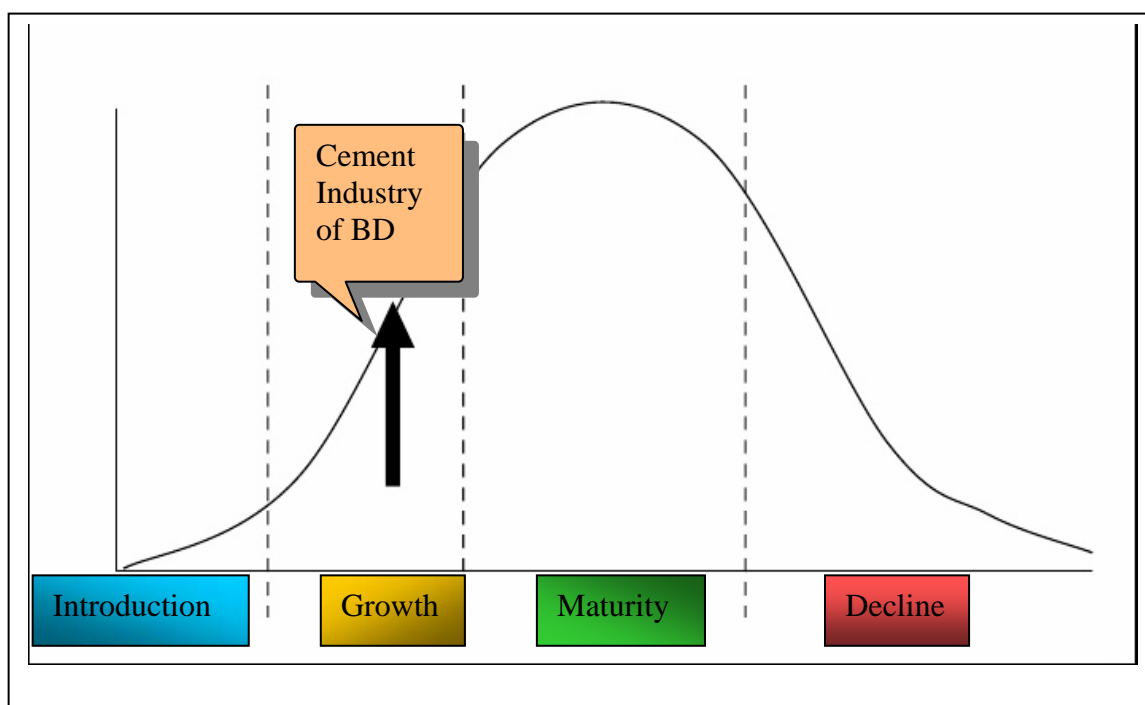 Cement
Industry
of BD
Introduction
Growth
Maturity
Decline